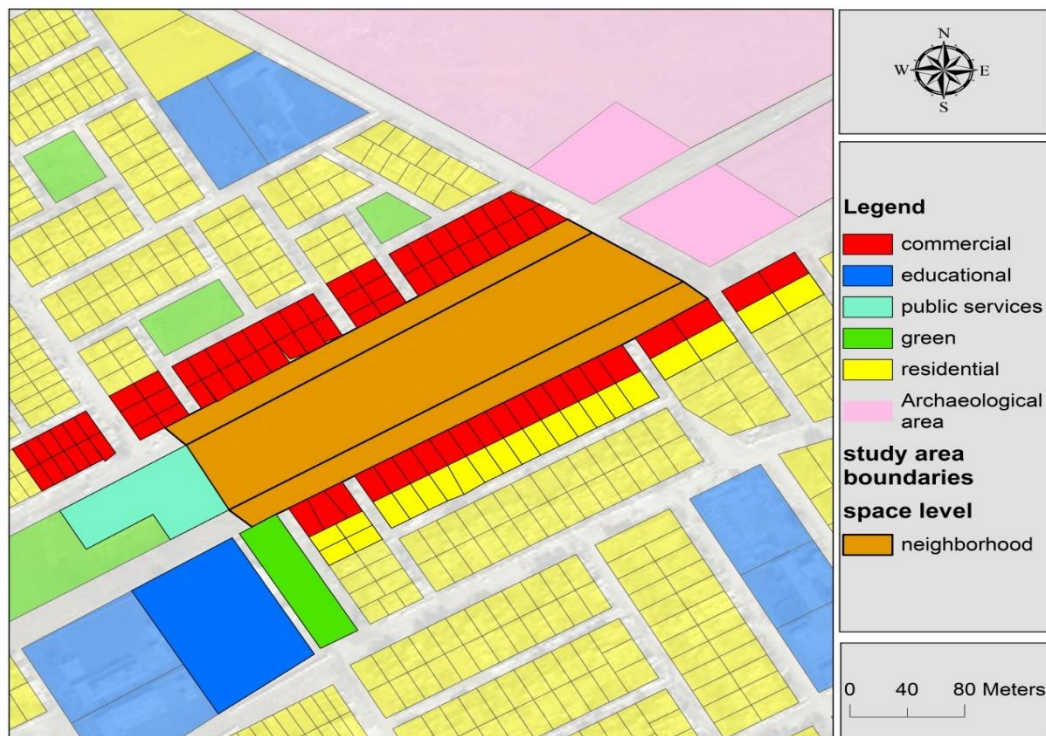 N
W E
S
Legend
commercial
educational
public services
green
residential
Archaeological
area
study area
boundaries
space level
neighborhood
0 40 80 Meters